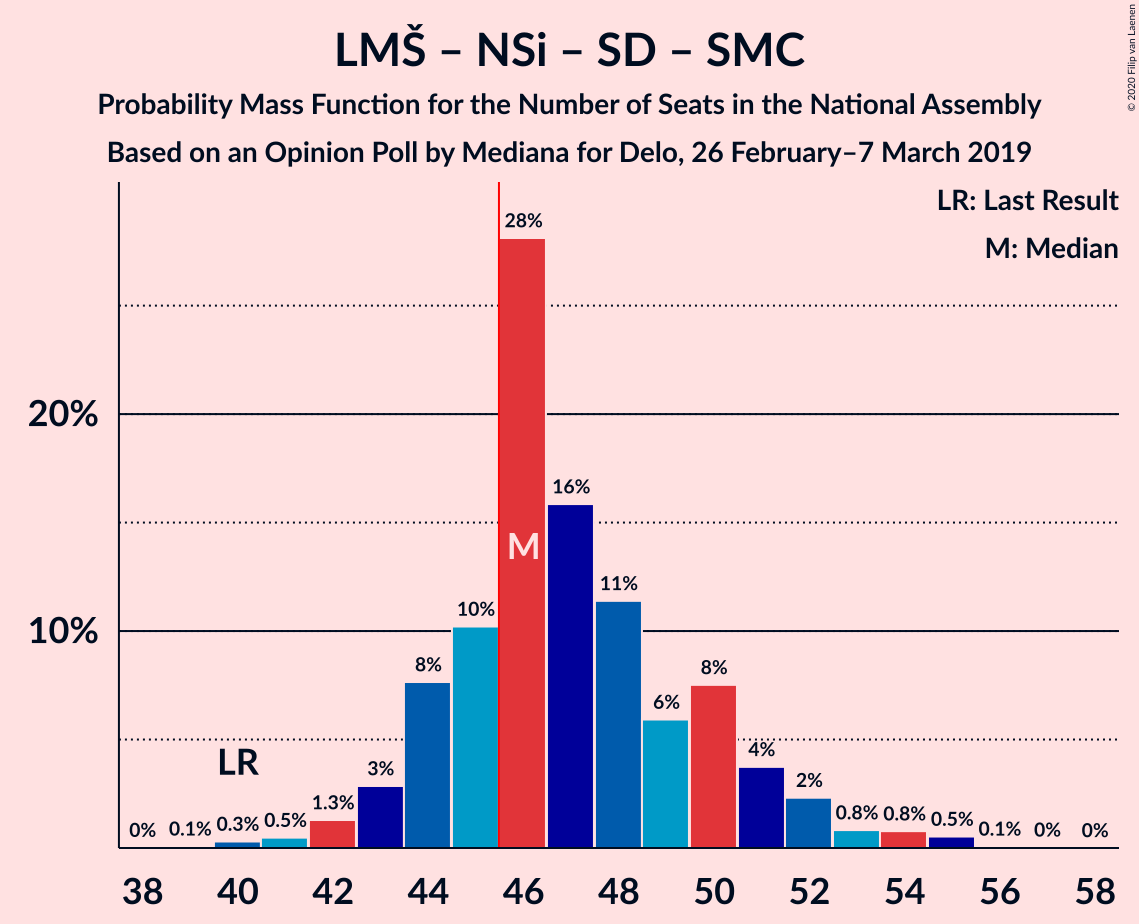 LMŠ – NSi – SD – SMC
Probability Mass Function for the Number of Seats in the National Assembly
Based on an Opinion Poll by Mediana for Delo, 26 February–7 March 2019
© 2020 Filip van Laenen
LR: Last Result
M: Median
28%
20%
16%
M
11%
10%
10%
8%
8%
6%
LR
4%
3%
2%
1.3%
0% 0.1% 0.3% 0.5%
0.8% 0.8% 0.5% 0.1% 0% 0%
38 40 42 44 46 48 50 52 54 56 58